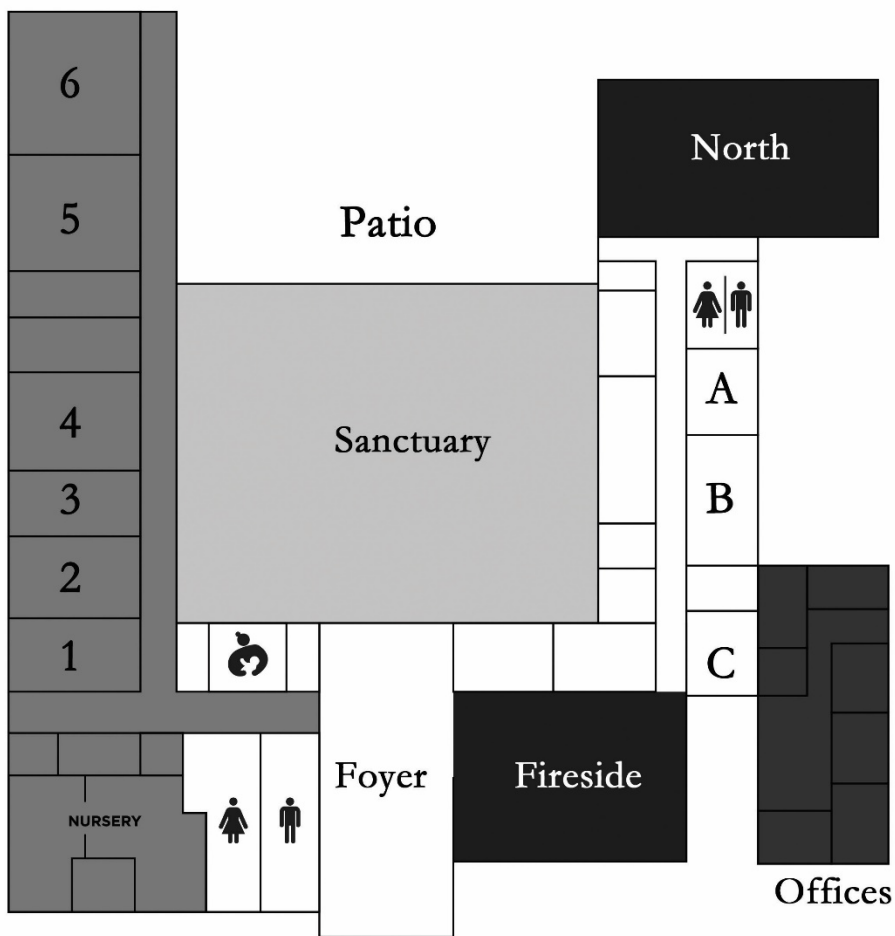 6
North
5
Patio
A
4
Sanctuary
3
B
2
1
C
Foyer
Fireside
NURSERY
Offices